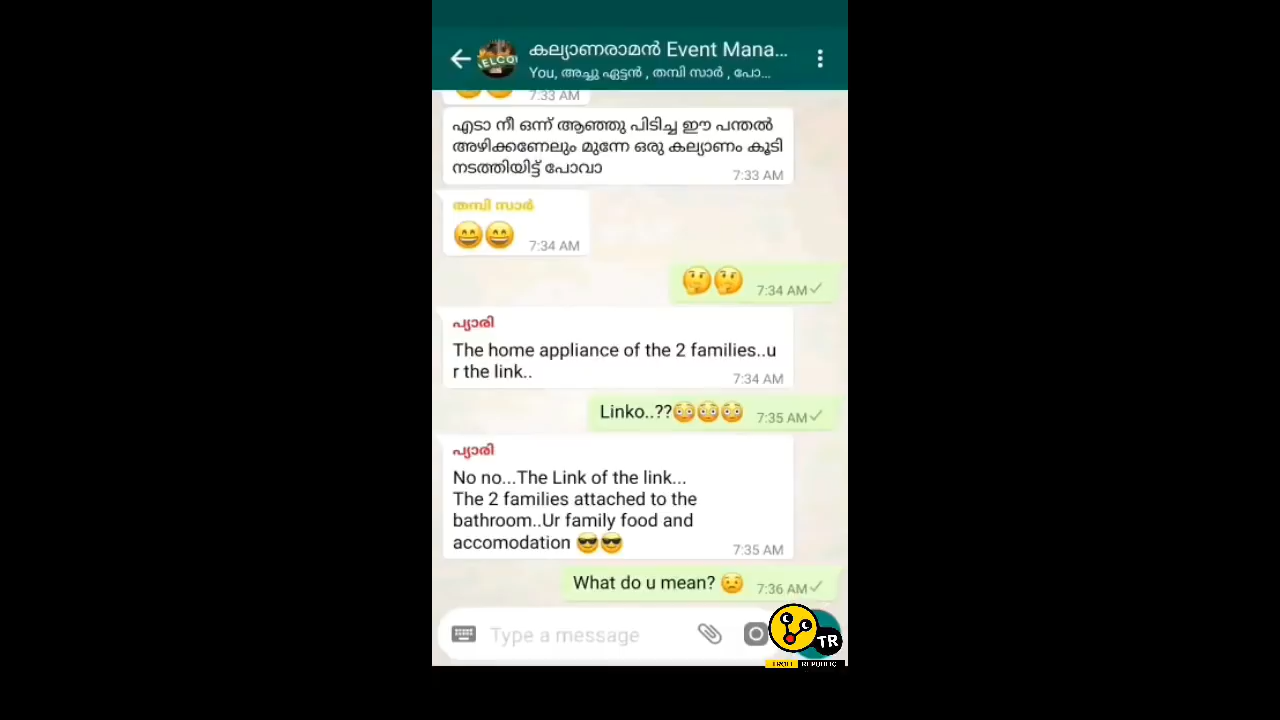 കല്യാണരാമൻ Event Mana...
You, അച്ചു ഏട്ടൻ , തമ്പി സാർ , പോ...
7:33 AM
എടാ നീ ഒന്ന് ആഞ്ഞു പിടിച്ച ഈ പന്തൽ
അഴിക്കണേലും മുന്നേ ഒരു കല്യാണം കൂടി
നടത്തിയിട്ട് പോവാ
7:33 AM
തമ്പി സാർ
😄😄 7:34 AM
🤔🤔 7:34 AM
പ്യാരി
The home appliance of the 2 families..u
r the link..
7:34 AM
Linko..??😳😳😳 7:35 AM
പ്യാരി
No no...The Link of the link...
The 2 families attached to the
bathroom..Ur family food and
accomodation 😎😎
7:35 AM
What do u mean? 😟 7:36 AM
Type a message
TR
TROLL REPUBLIC